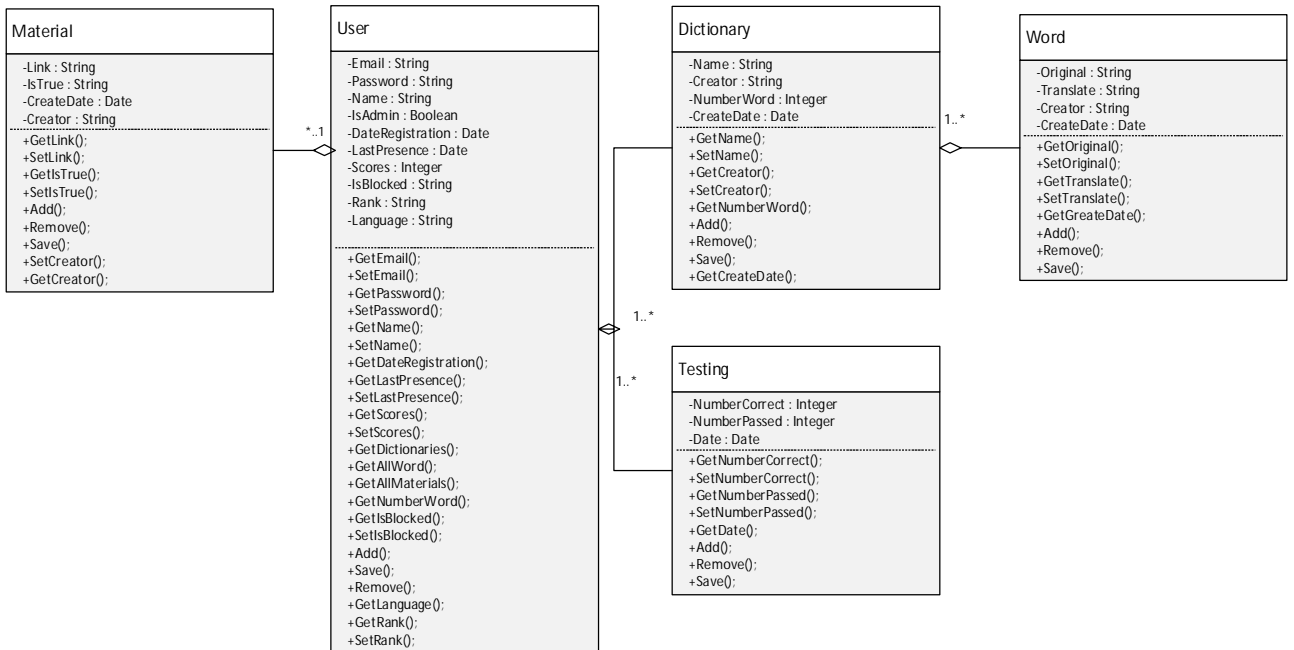 Material
-Link : String
-IsTrue : String
-CreateDate : Date
-Creator : String
+GetLink();
+SetLink();
+GetIsTrue();
+SetIsTrue();
+Add();
+Remove();
+Save();
+SetCreator();
+GetCreator();
*..1
User
-Email : String
-Password : String
-Name : String
-IsAdmin : Boolean
-DateRegistration : Date
-LastPresence : Date
-Scores : Integer
-IsBlocked : String
-Rank : String
-Language : String
+GetEmail();
+SetEmail();
+GetPassword();
+SetPassword();
+GetName();
+SetName();
+GetDateRegistration();
+GetLastPresence();
+SetLastPresence();
+GetScores();
+SetScores();
+GetDictionaries();
+GetAllWord();
+GetAllMaterials();
+GetNumberWord();
+GetIsBlocked();
+SetIsBlocked();
+Add();
+Save();
+Remove();
+GetLanguage();
+GetRank();
+SetRank();
1..*
1..*
Dictionary
-Name : String
-Creator : String
-NumberWord : Integer
-CreateDate : Date
+GetName();
+SetName();
+GetCreator();
+SetCreator();
+GetNumberWord();
+Add();
+Remove();
+Save();
+GetCreateDate();
1..*
Testing
-NumberCorrect : Integer
-NumberPassed : Integer
-Date : Date
+GetNumberCorrect();
+SetNumberCorrect();
+GetNumberPassed();
+SetNumberPassed();
+GetDate();
+Add();
+Remove();
+Save();
Word
-Original : String
-Translate : String
-Creator : String
-CreateDate : Date
+GetOriginal();
+SetOriginal();
+GetTranslate();
+SetTranslate();
+GetGreateDate();
+Add();
+Remove();
+Save();